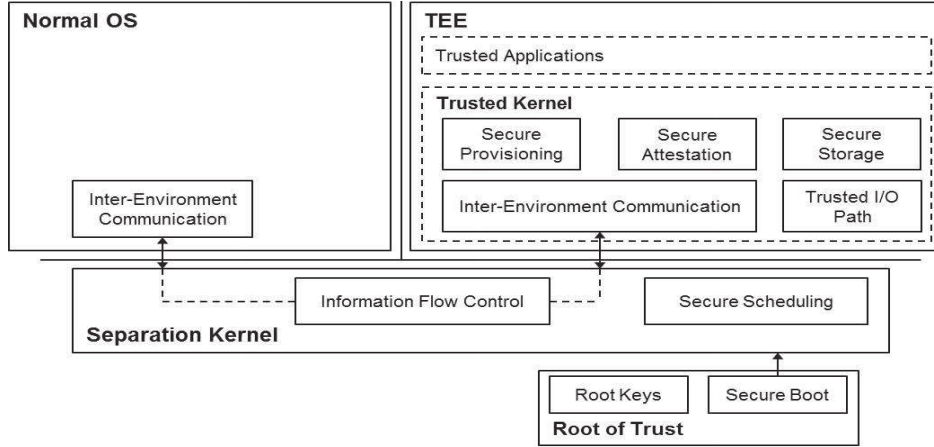 Normal OS
Inter-Environment
Communication
TEE
Trusted Applications
Trusted Kernel
Secure
Provisioning
Secure
Attestation
Secure
Storage
Inter-Environment Communication
Trusted I/O
Path
Information Flow Control
Secure Scheduling
Separation Kernel
Root Keys
Secure Boot
Root of Trust